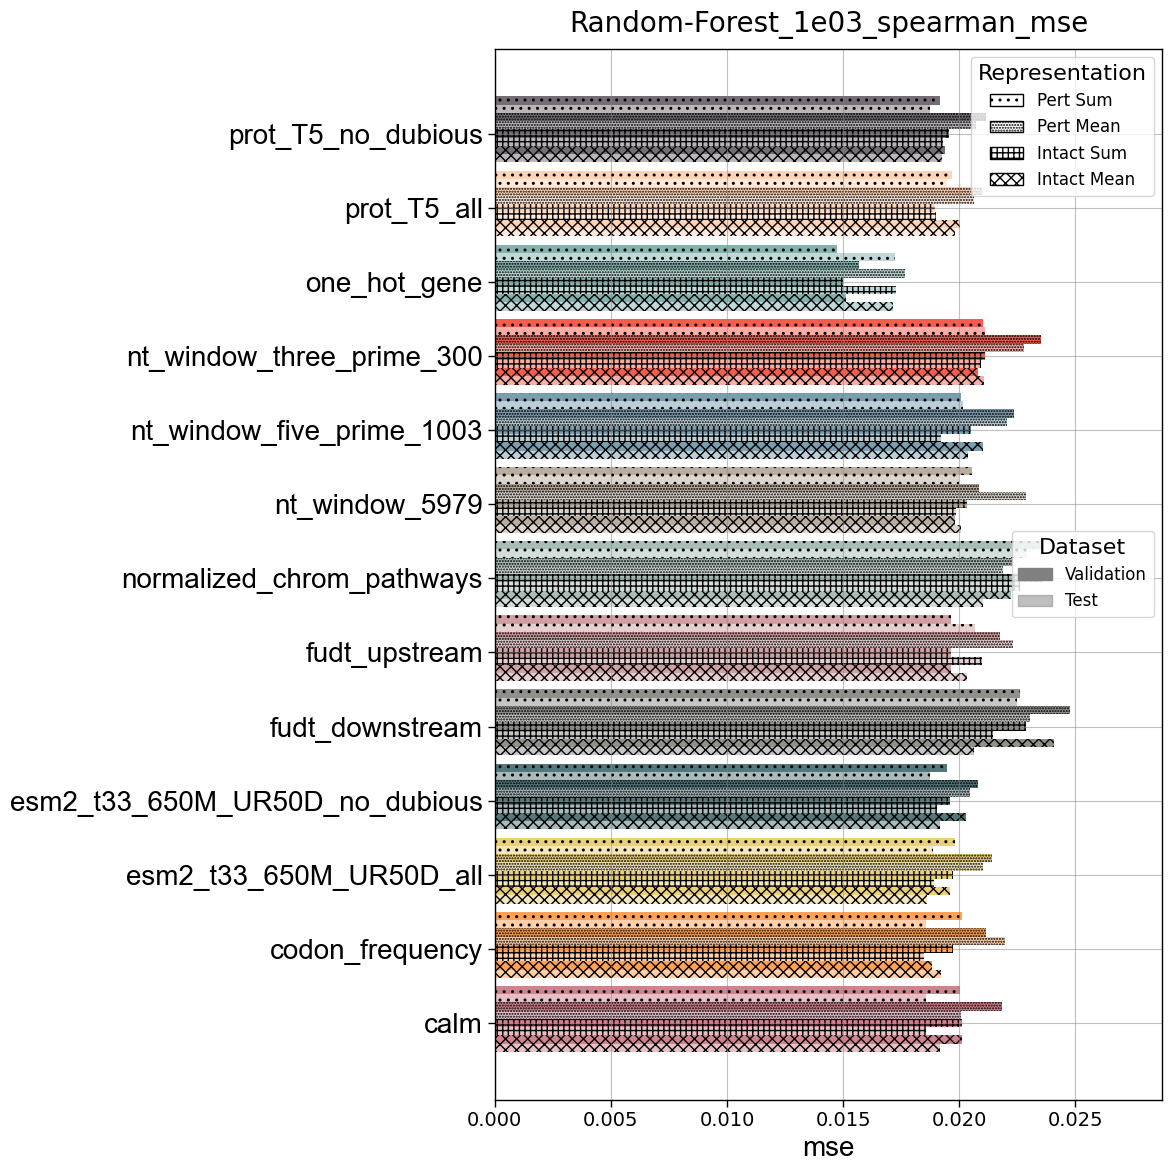 Random-Forest_1e03_spearman_mse
Representation
Pert Sum
Pert Mean
Intact Sum
Intact Mean
prot_T5_no_dubious
prot_T5_all
one_hot_gene
nt_window_three_prime_300
nt_window_five_prime_1003
nt_window_5979
Dataset
Validation
Test
normalized_chrom_pathways
fudt_upstream
fudt_downstream
esm2_t33_650M_UR50D_no_dubious
esm2_t33_650M_UR50D_all
codon_frequency
calm
0.000 0.005 0.010 0.015 0.020 0.025
mse